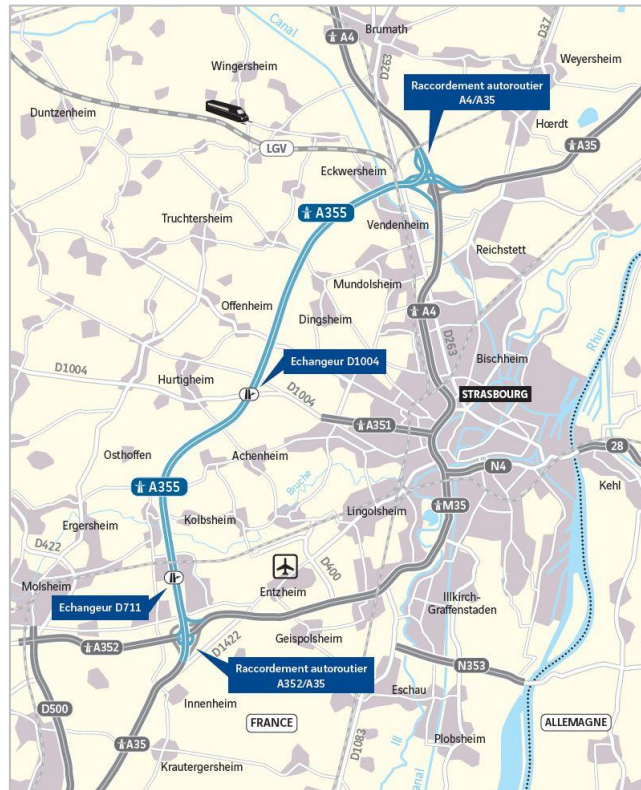 A4
Brumath
Canal
D263
D37
Weyersheim
Wingersheim
Raccordement autoroutier
A4/A35
Duntzenheim
Hœrdt
LGV
A35
Eckwersheim
A355
Truchtersheim
Vendenheim
Reichstett
Mundolsheim
Offenheim
Rhin
Dingsheim
A4
D263
Bischheim
Echangeur D1004
D1004
Hurtigheim
D1004
STRASBOURG
A351
28
Osthoffen
Achenheim
N4
A355
Bruche
Kehl
M35
Kolbsheim
Lingolsheim
Ergersheim
D422
D400
Molsheim
Entzheim
Illkirch-
Graffenstaden
Echangeur D711
D1422
Geispolsheim
A352
N353
Raccordement autoroutier
A352/A35
Eschau
D500
Innenheim
FRANCE
ALLEMAGNE
A35
Ill
Plobsheim
D1083
Krautergersheim
Canal